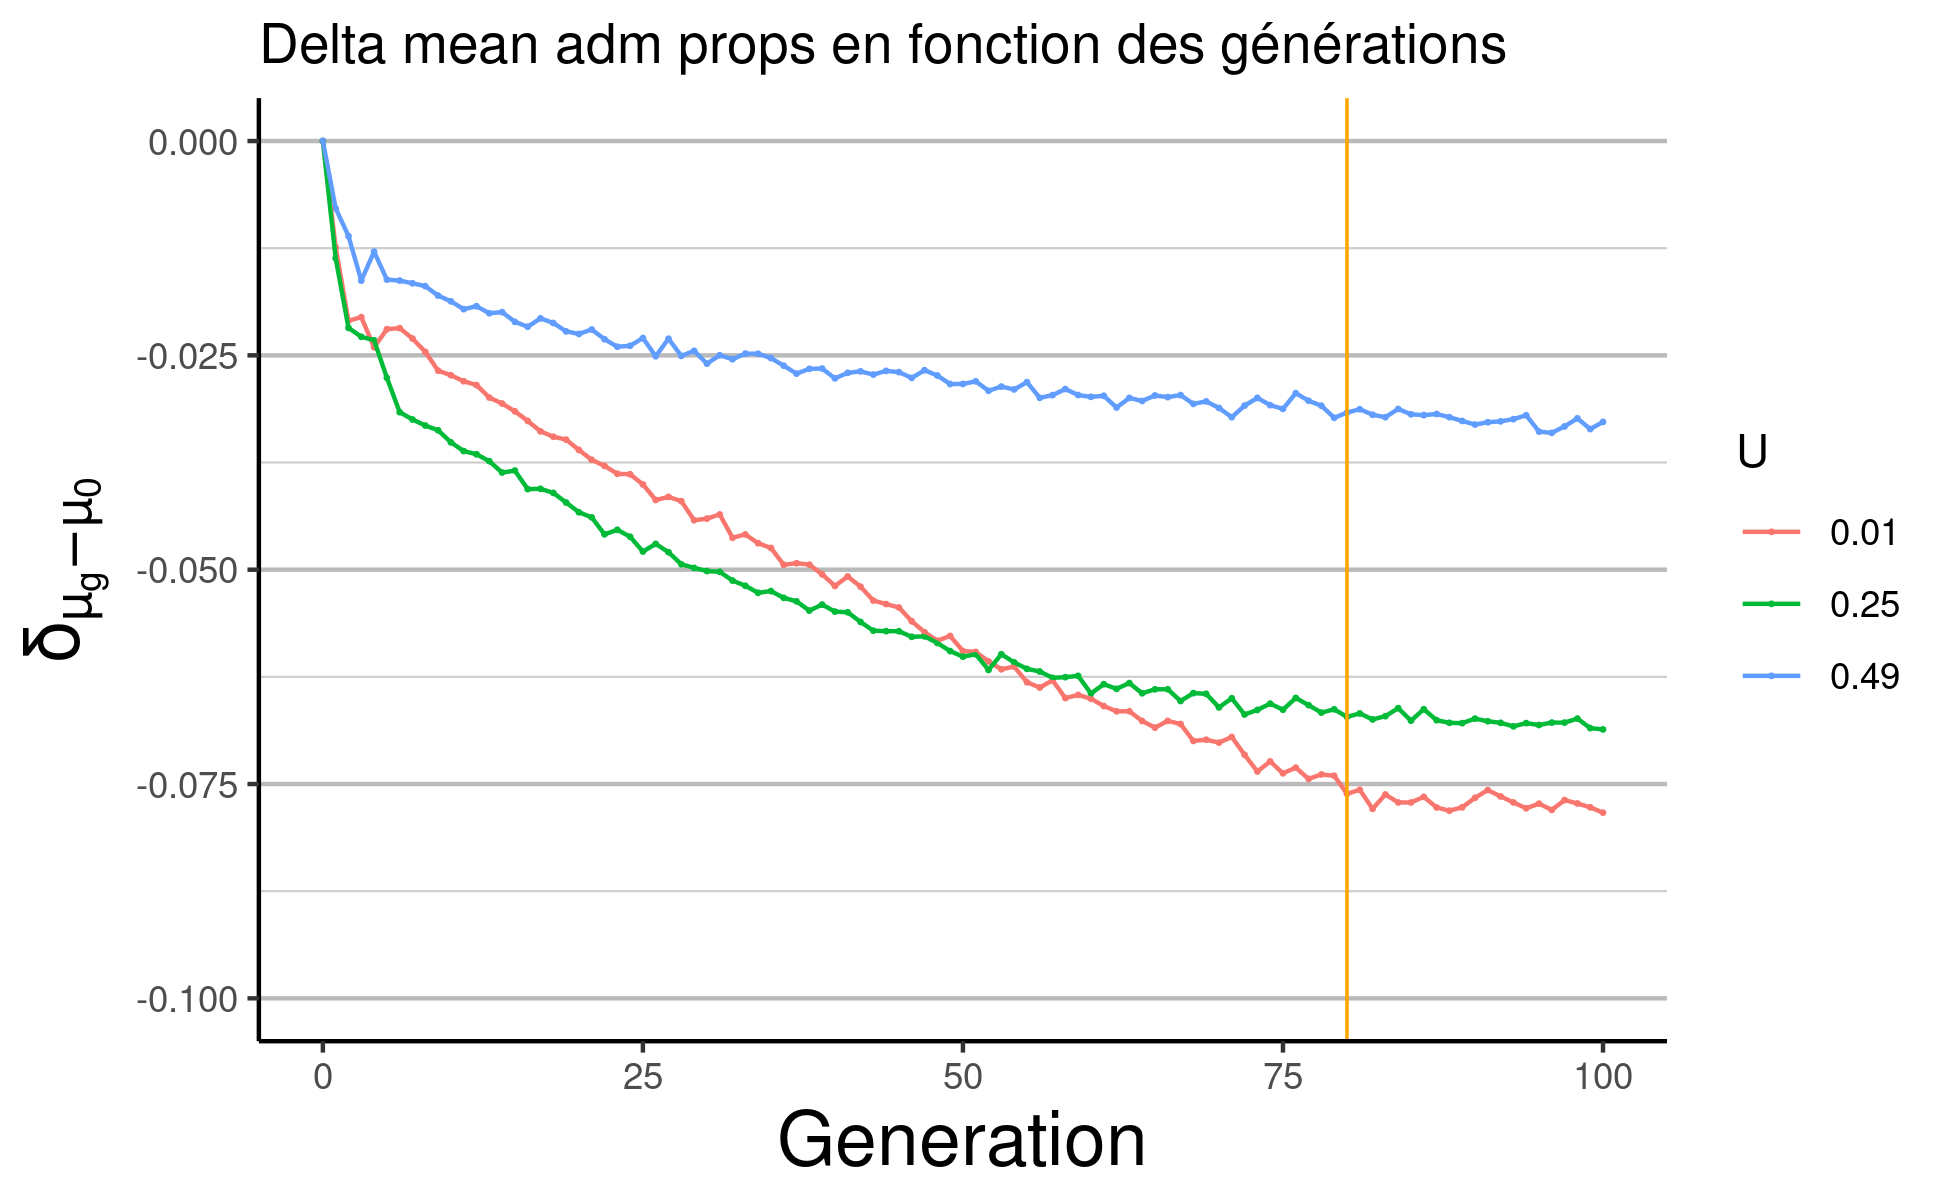 Delta mean adm props en fonction des générations
δμg−μ0
0.000
-0.025
-0.050
-0.075
-0.100
0 25 50 75 100
Generation
U
0.01
0.25
0.49